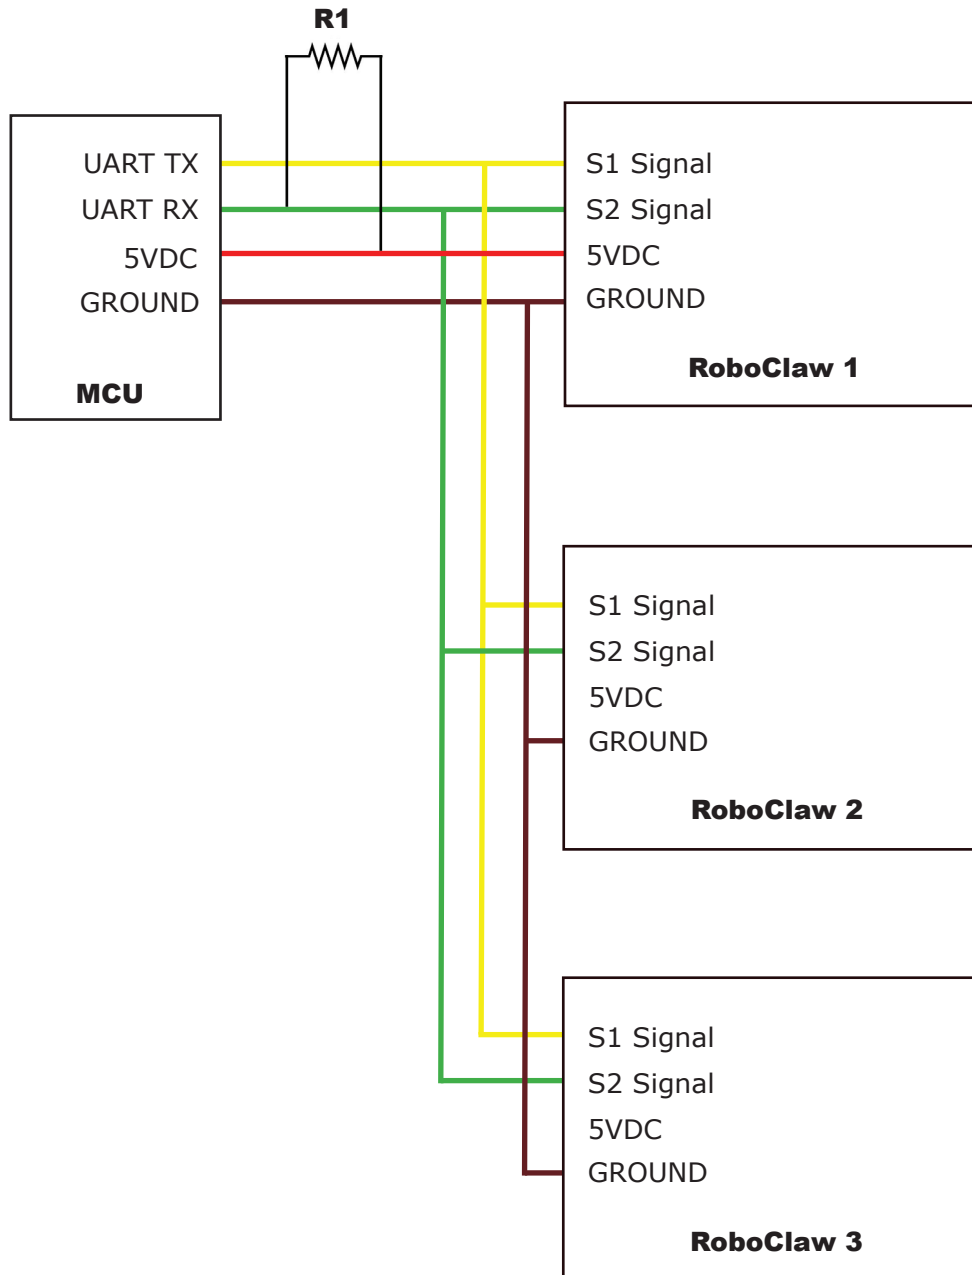 R1
UART TX
UART RX
5VDC
GROUND
MCU
S1 Signal
S2 Signal
5VDC
GROUND
RoboClaw 1
S1 Signal
S2 Signal
5VDC
GROUND
RoboClaw 2
S1 Signal
S2 Signal
5VDC
GROUND
RoboClaw 3